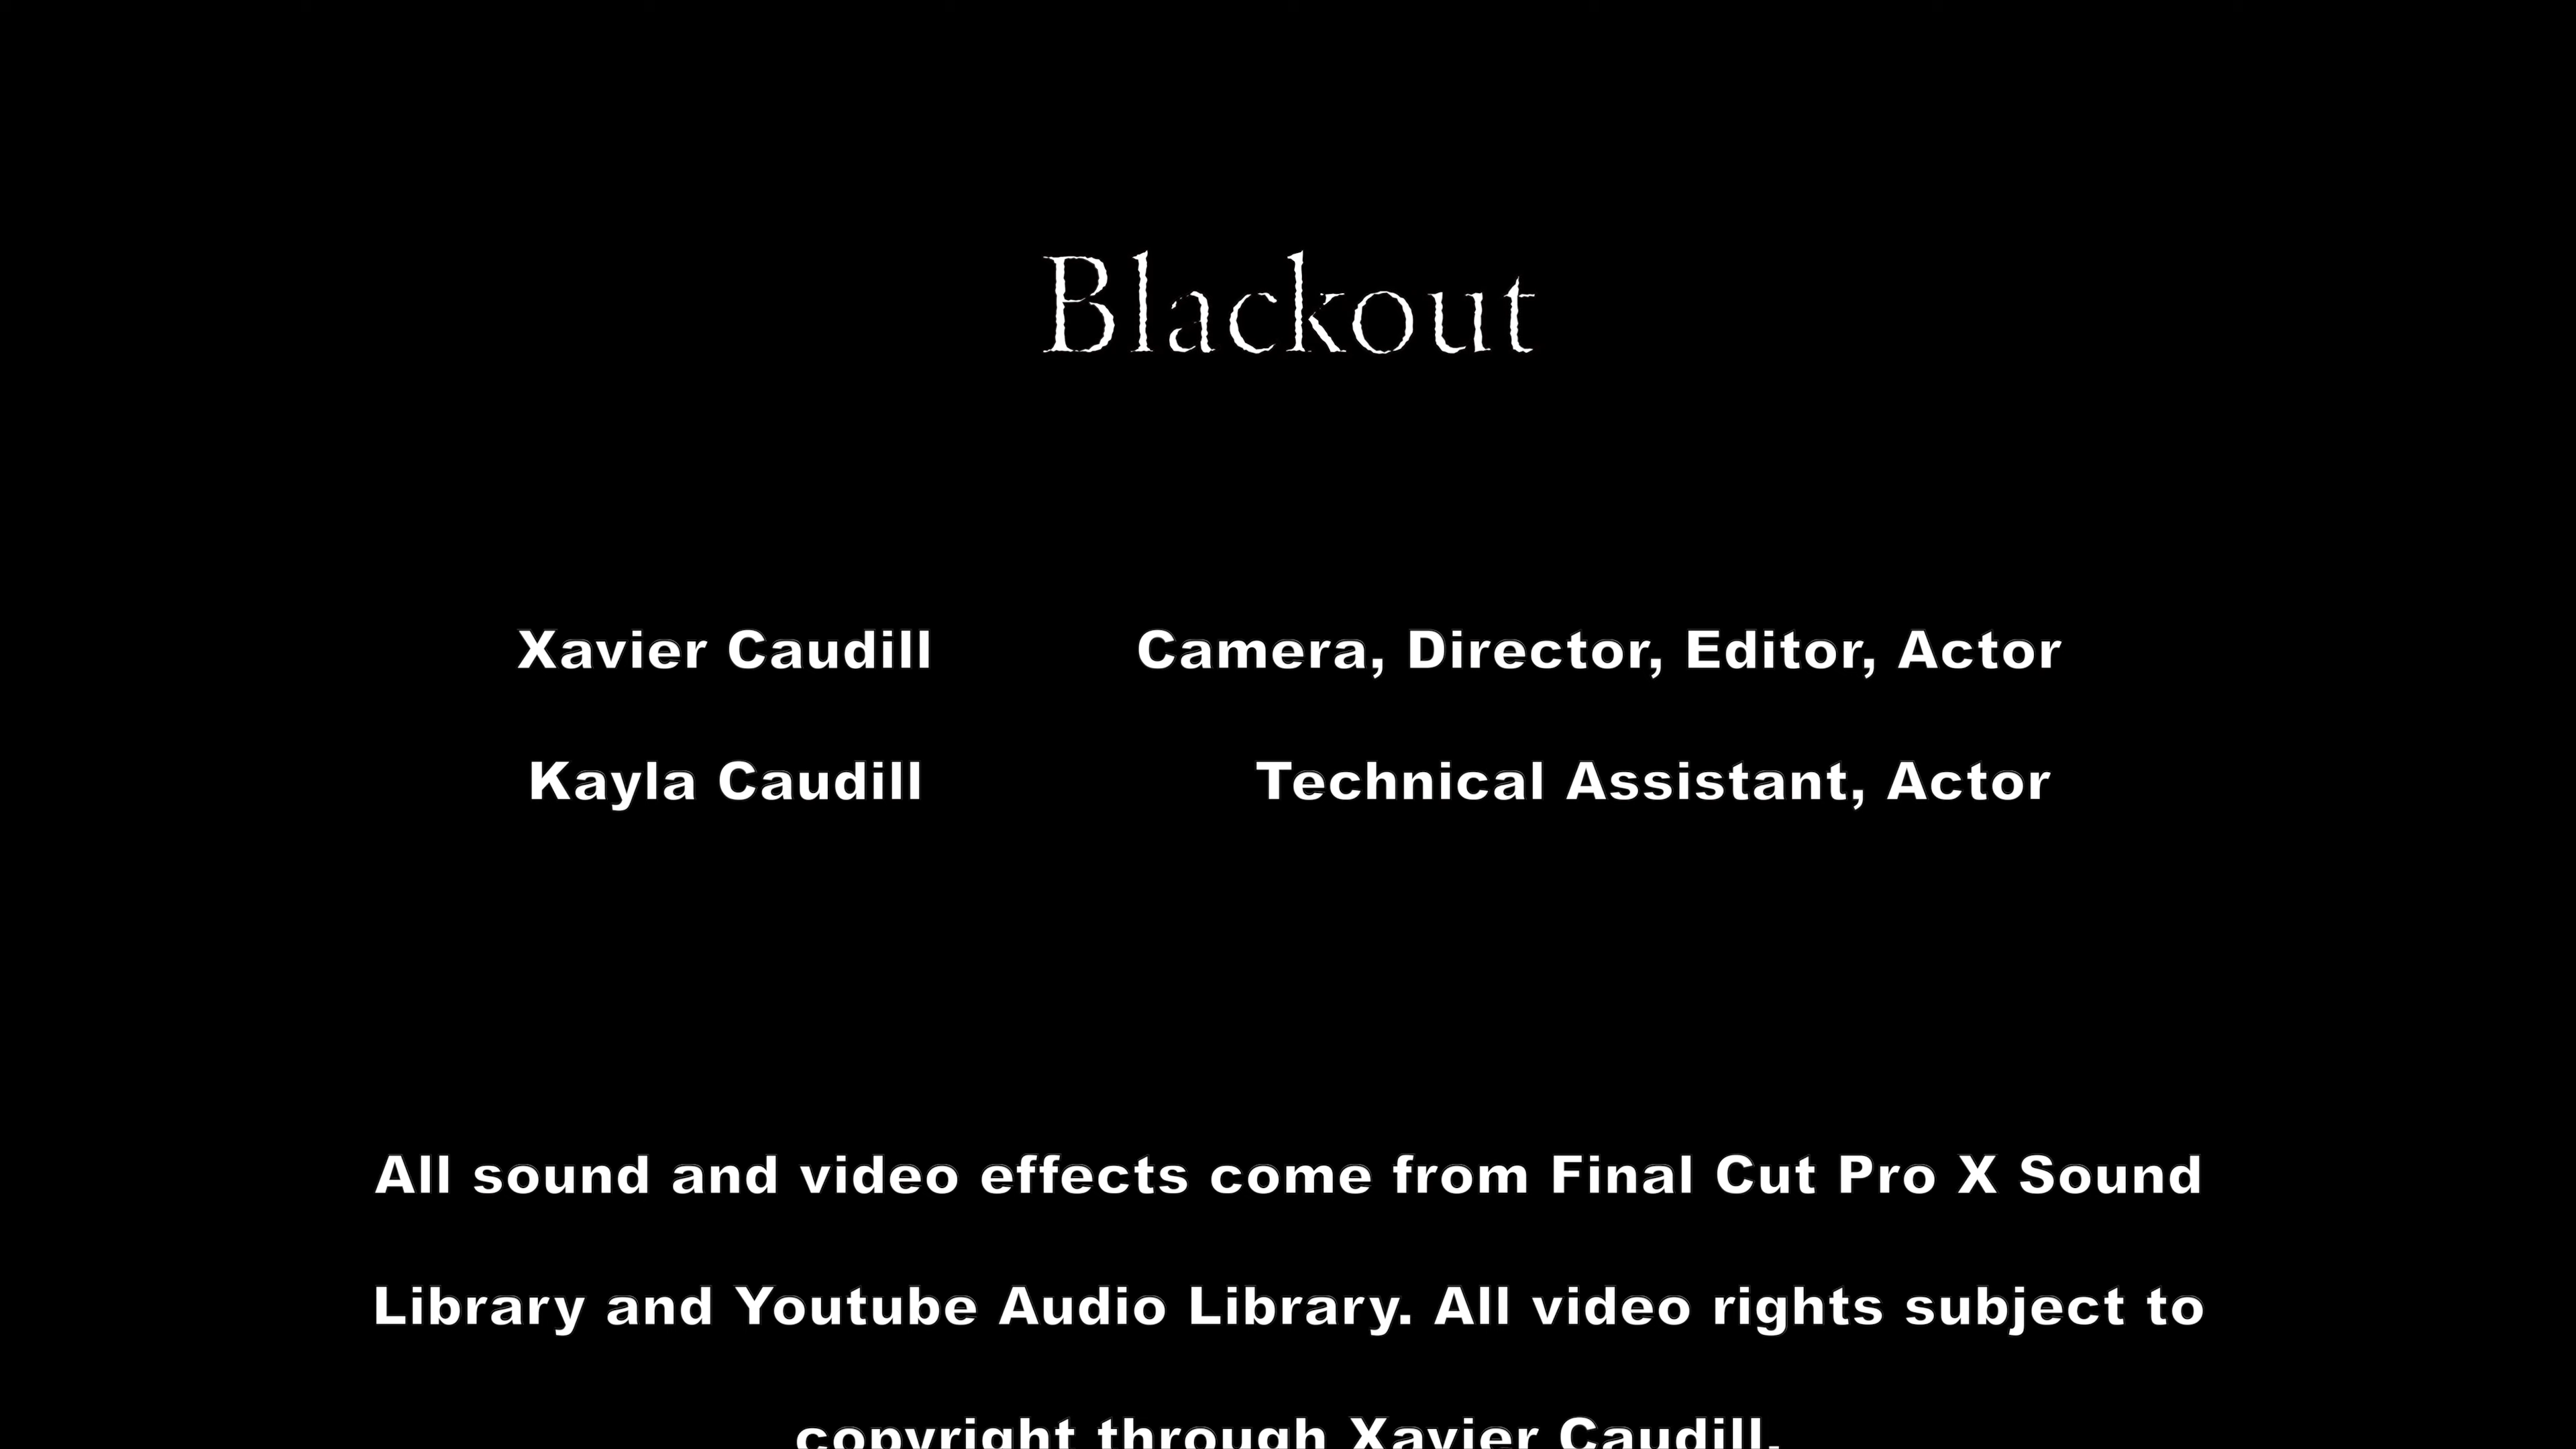 Blackout
Xavier Caudill Camera, Director, Editor, Actor
Kayla Caudill Technical Assistant, Actor
All sound and video effects come from Final Cut Pro X Sound
Library and Youtube Audio Library. All video rights subject to
copyright through Xavier Caudill.